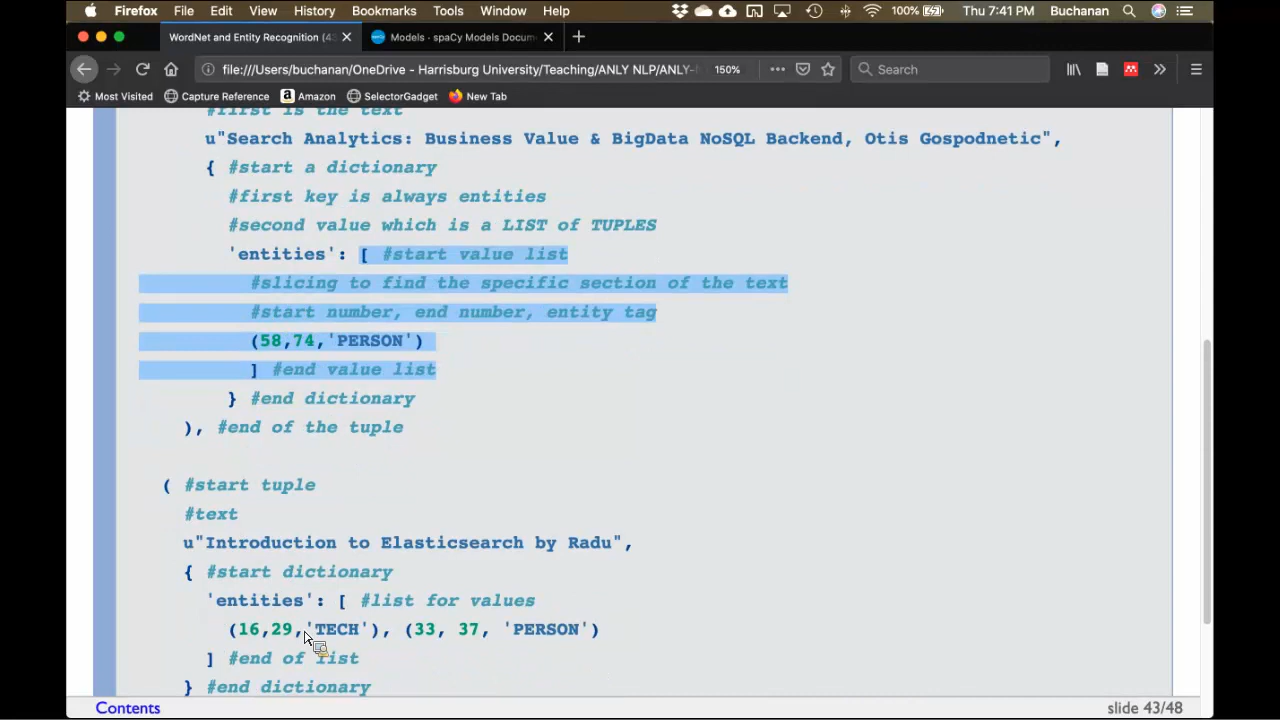 Firefox File Edit View History Bookmarks Tools Window Help 100% Thu 7:41 PM Buchanan
WordNet and Entity Recognition (43 Models · spaCy Models Docum
file:///Users/buchanan/OneDrive - Harrisburg University/Teaching/ANLY NLP/ANLY- 150% Search
Most Visited Capture Reference Amazon SelectorGadget New Tab
#first is the text
u"Search Analytics: Business Value & BigData NoSQL Backend, Otis Gospodnetic",
{ #start a dictionary
#first key is always entities
#second value which is a LIST of TUPLES
'entities': [ #start value list
#slicing to find the specific section of the text
#start number, end number, entity tag
(58,74,'PERSON')
] #end value list
} #end dictionary
), #end of the tuple
( #start tuple
#text
u"Introduction to Elasticsearch by Radu",
{ #start dictionary
'entities': [ #list for values
(16,29,'TECH'), (33, 37, 'PERSON')
] #end of list
} #end dictionary
Contents slide 43/48